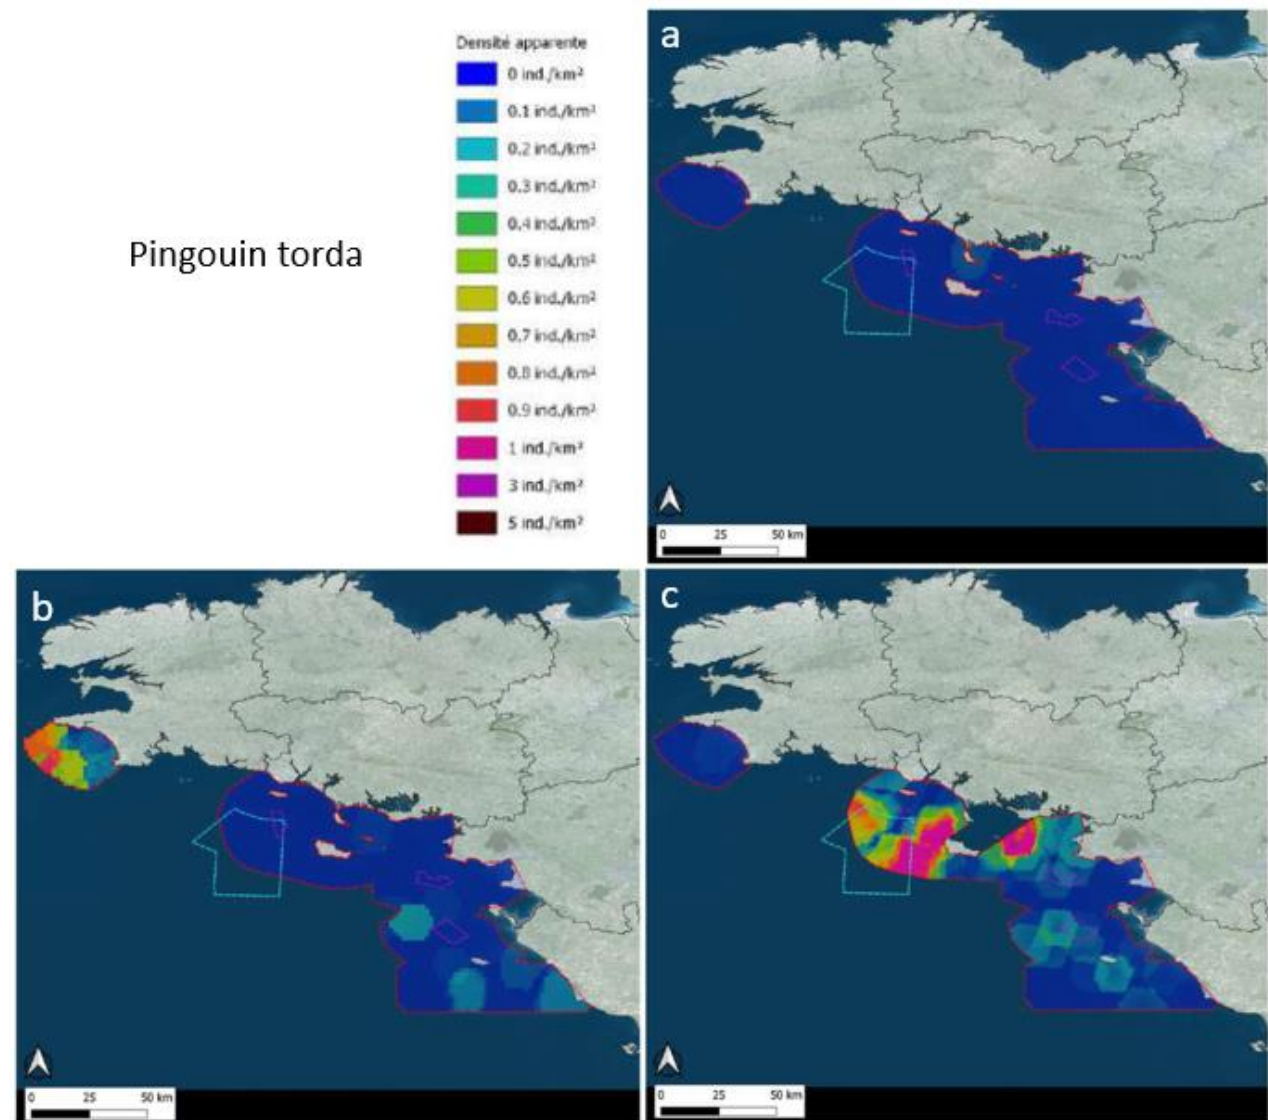 Densité apparente
0 ind./km²
0.1 ind./km²
0.2 ind./km²
0.3 ind./km²
0.4 ind./km²
0.5 ind./km²
0.6 ind./km²
0.7 ind./km²
0.8 ind./km²
0.9 ind./km²
1 ind./km²
3 ind./km²
5 ind./km²
Pingouin torda
a
0 25 50 km
b
0 25 50 km
c
0 25 50 km